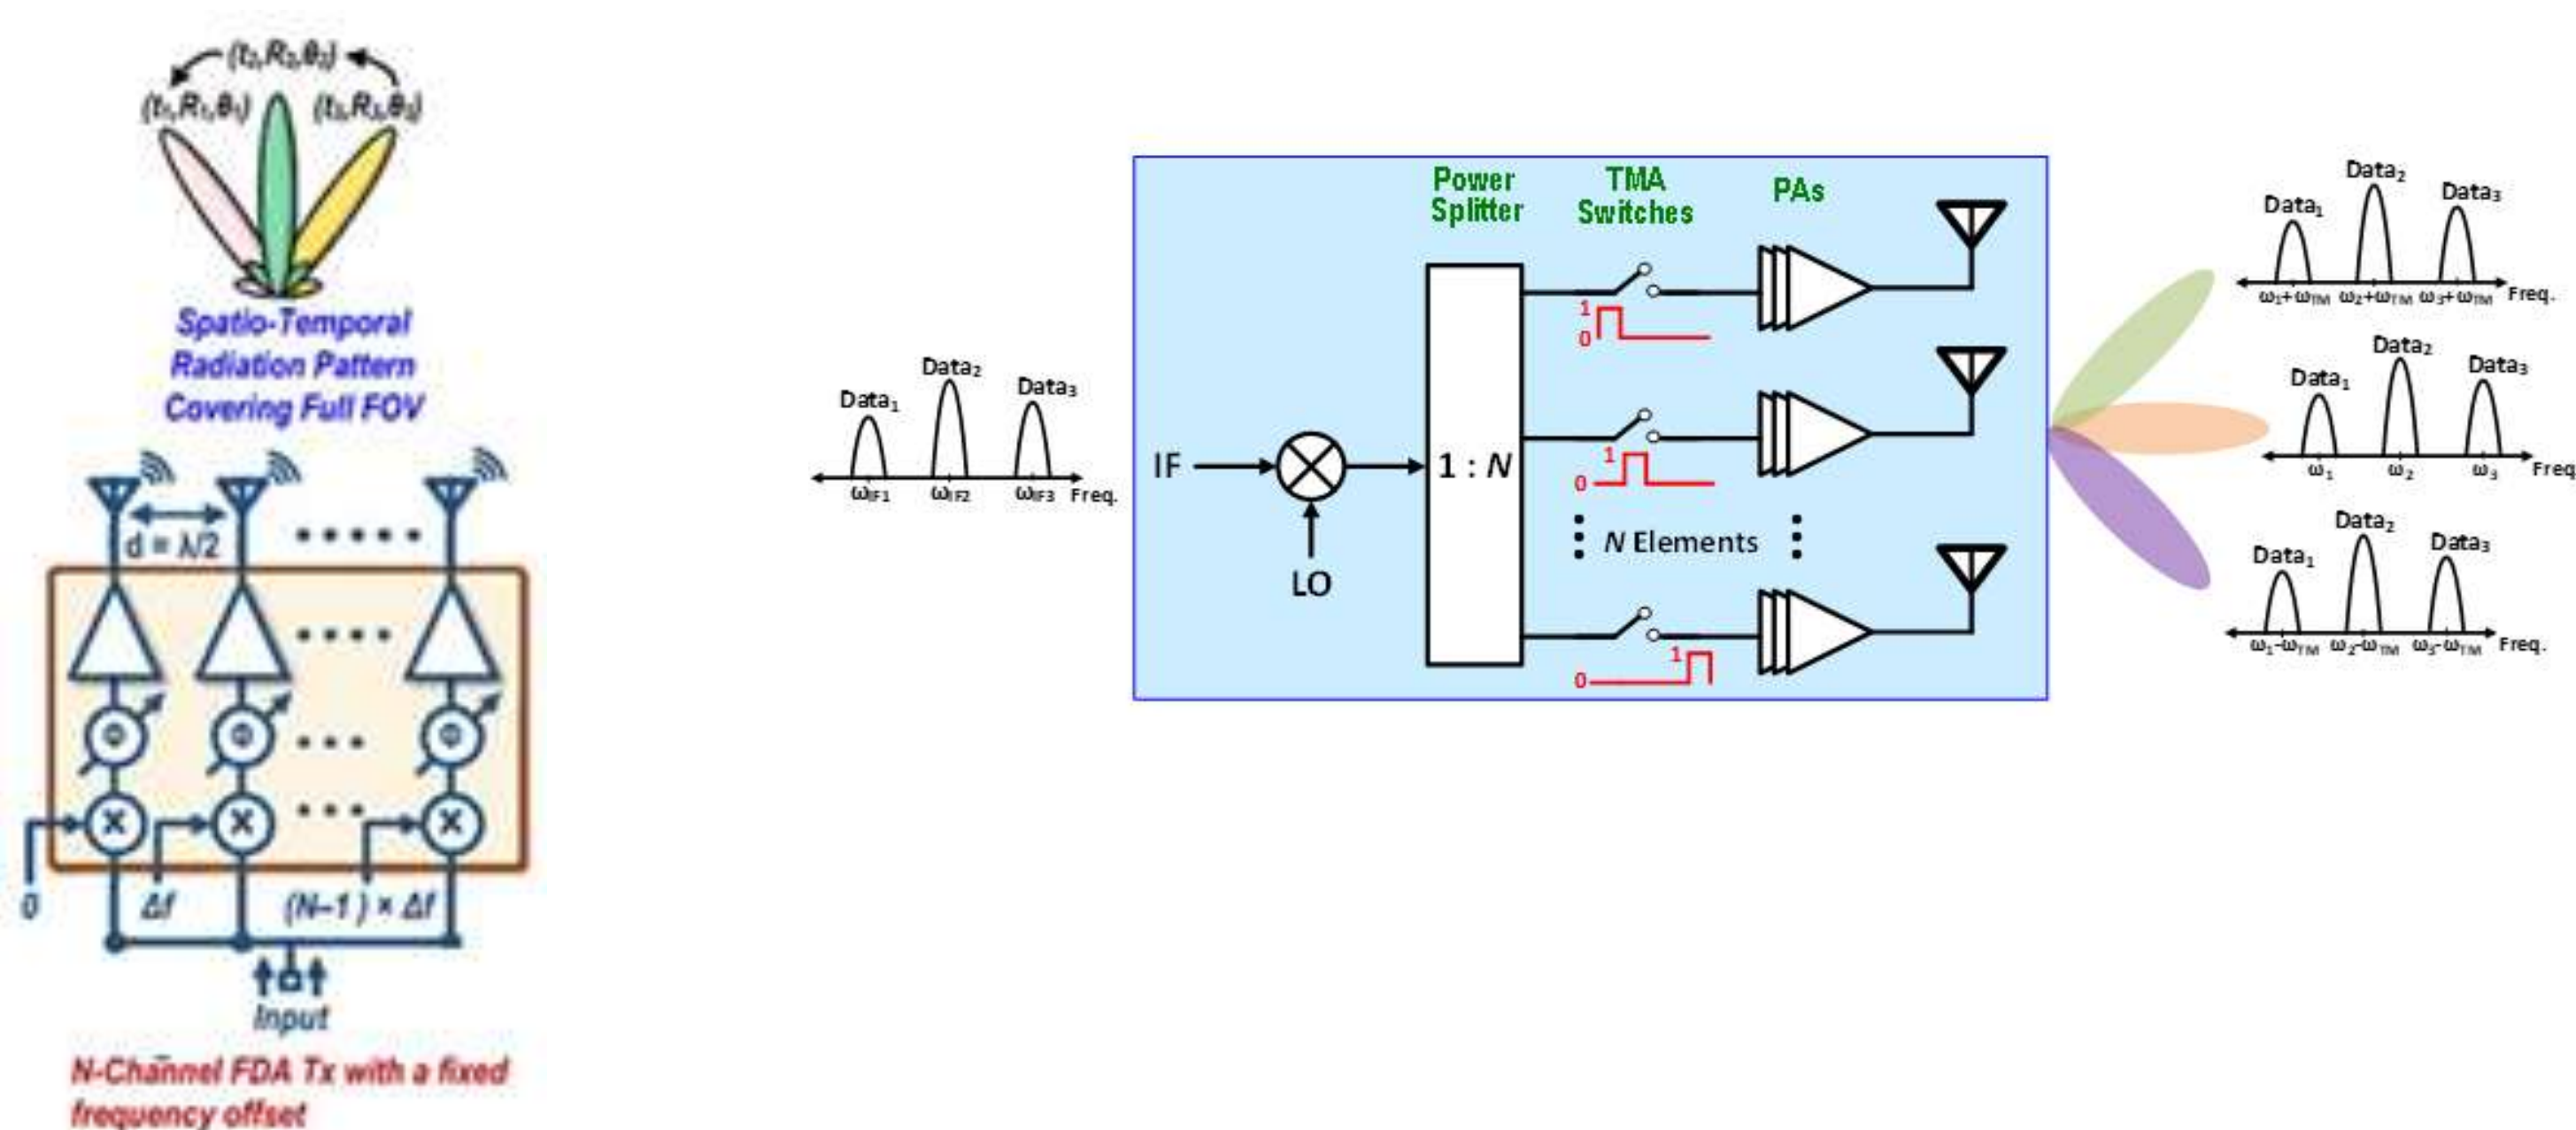 (t₂,R₂,θ₂)
(t₁,R₁,θ₁) (t₃,R₃,θ₃)
Spatio-Temporal
Radiation Pattern
Covering Full FOV
d = λ/2
Φ Φ Φ
0 Δf (N–1) × Δf
Input
N-Channel FDA Tx with a fixed
frequency offset
Data₁ Data₂ Data₃
ωIF1 ωIF2 ωIF3 Freq.
IF
LO
Power
Splitter
1 : N
TMA
Switches
PAs
1
0
1
0
N Elements
1
0
Data₁ Data₂ Data₃
ω₁+ωTM ω₂+ωTM ω₃+ωTM Freq.
Data₁ Data₂ Data₃
ω₁ ω₂ ω₃ Freq
Data₁ Data₂ Data₃
ω₁-ωTM ω₂-ωTM ω₃-ωTM Freq.